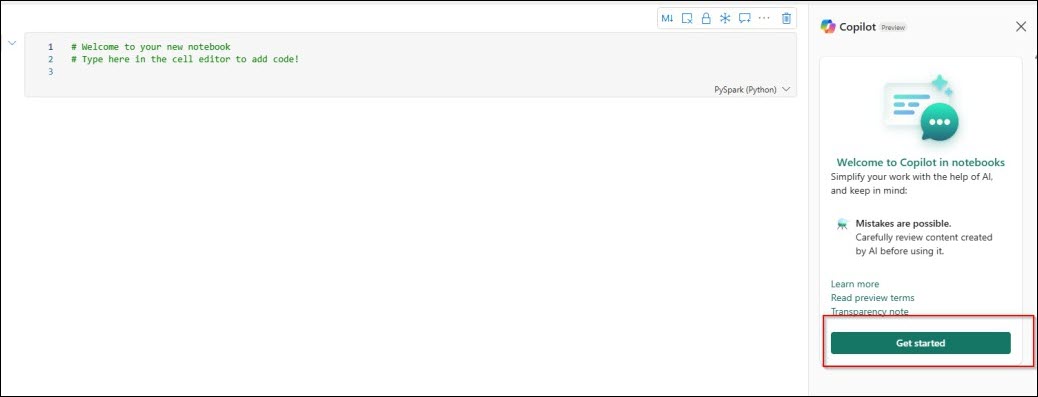 M↓
1 # Welcome to your new notebook
2 # Type here in the cell editor to add code!
3
PySpark (Python)
Copilot Preview
Welcome to Copilot in notebooks
Simplify your work with the help of AI,
and keep in mind:
Mistakes are possible.
Carefully review content created
by AI before using it.
Learn more
Read preview terms
Transparency note
Get started